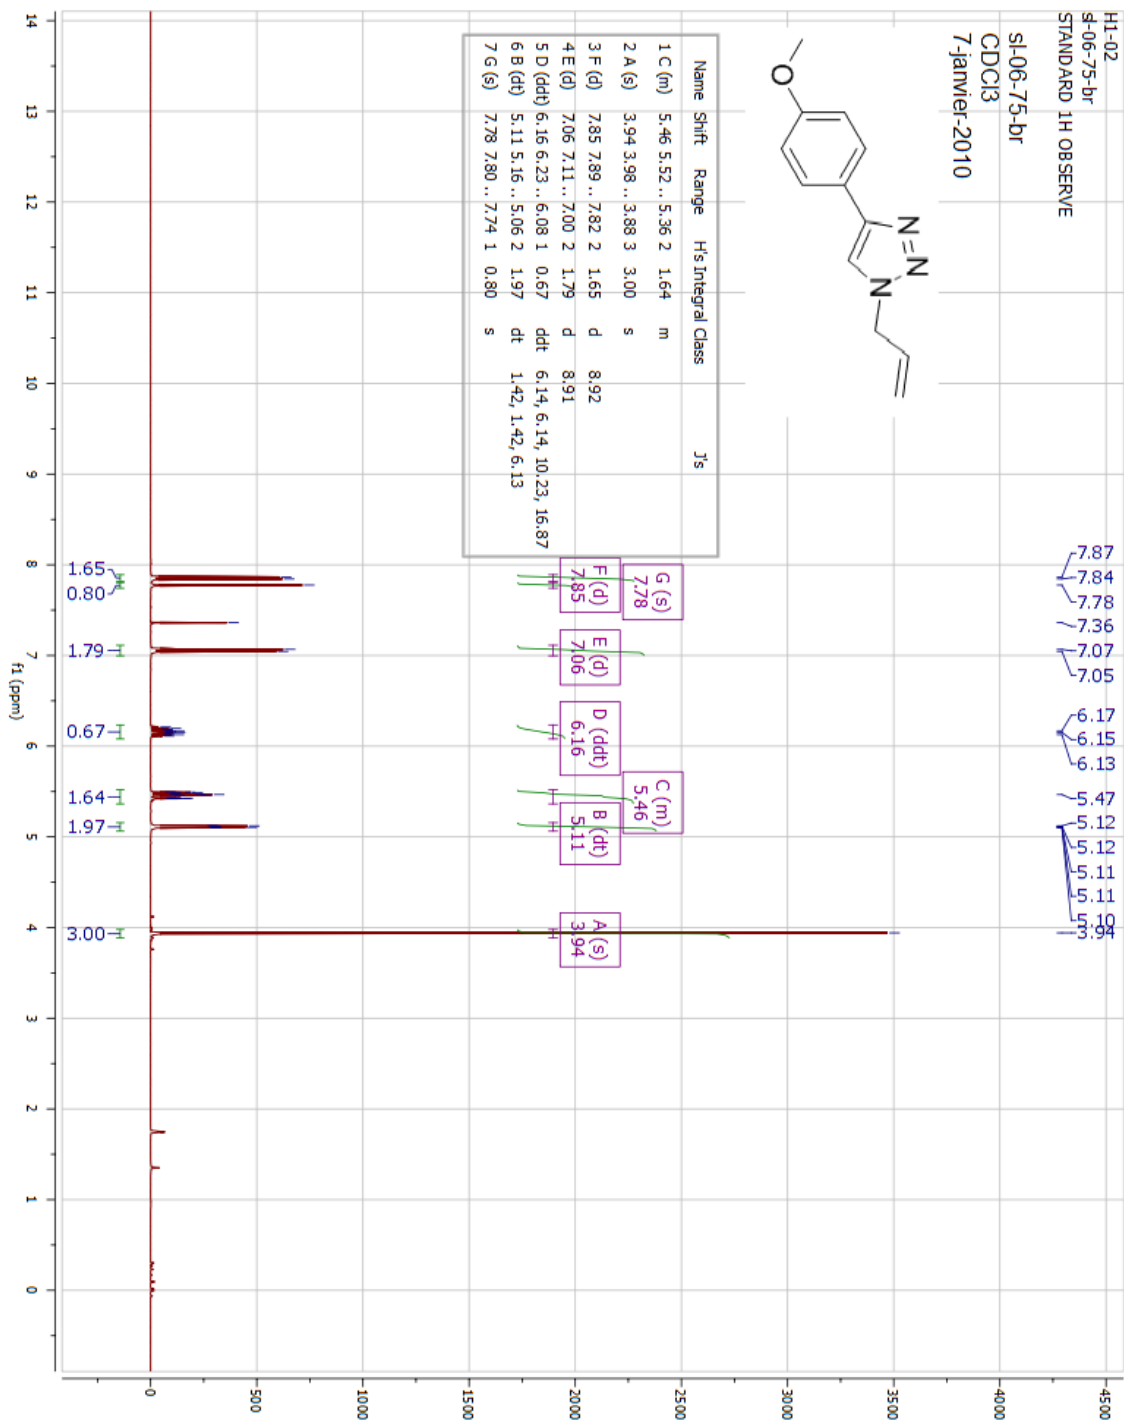 H1-02
sl-06-75-br
STANDARD 1H OBSERVE
sl-06-75-br
CDCl3
7-janvier-2010
O
N
N
N
Name Shift Range H's Integral Class J's
1 C (m) 5.46 5.52 .. 5.36 2 1.64 m
2 A (s) 3.94 3.98 .. 3.88 3 3.00 s
3 F (d) 7.85 7.89 .. 7.82 2 1.65 d 8.92
4 E (d) 7.06 7.11 .. 7.00 2 1.79 d 8.91
5 D (ddt) 6.16 6.23 .. 6.08 1 0.67 ddt 6.14, 6.14, 10.23, 16.87
6 B (dt) 5.11 5.16 .. 5.06 2 1.97 dt 1.42, 1.42, 6.13
7 G (s) 7.78 7.80 .. 7.74 1 0.80 s
7.87
7.84
7.78
7.36
7.07
7.05
6.17
6.15
6.13
5.47
5.12
5.12
5.11
5.11
5.10
3.94
G (s)
7.78
F (d)
7.85
E (d)
7.06
D (ddt)
6.16
C (m)
5.46
B (dt)
5.11
A (s)
3.94
1.65
0.80
1.79
0.67
1.64
1.97
3.00
14 13 12 11 10 9 8 7 6 5 4 3 2 1 0
f1 (ppm)
4500
4000
3500
3000
2500
2000
1500
1000
500
0